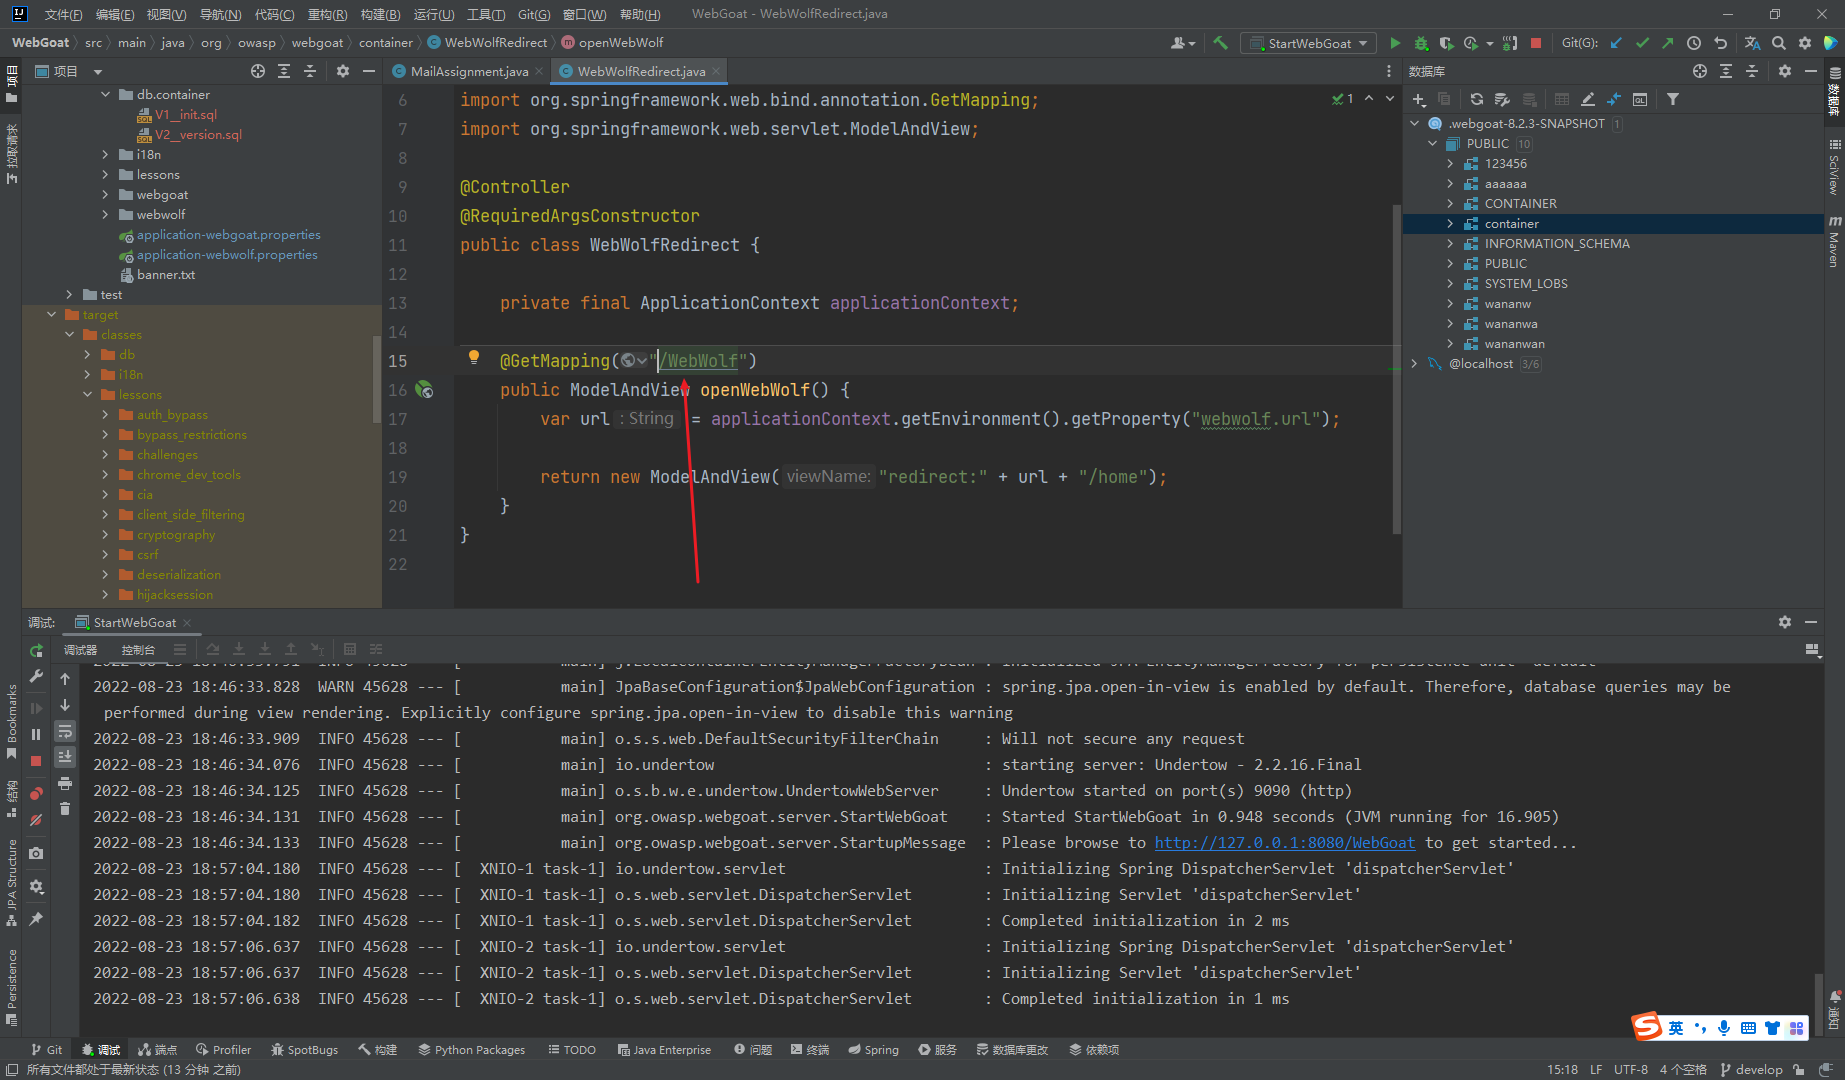 文件(F) 编辑(E) 视图(V) 导航(N) 代码(C) 重构(R) 构建(B) 运行(U) 工具(T) Git(G) 窗口(W) 帮助(H) WebGoat - WebWolfRedirect.java
WebGoat src main java org owasp webgoat container WebWolfRedirect openWebWolf
StartWebGoat Git(G):
项目
MailAssignment.java WebWolfRedirect.java
数据库
项目
拉取请求
db.container
V1__init.sql
V2__version.sql
i18n
lessons
webgoat
webwolf
application-webgoat.properties
application-webwolf.properties
banner.txt
test
target
classes
db
i18n
lessons
auth_bypass
bypass_restrictions
challenges
chrome_dev_tools
cia
client_side_filtering
cryptography
csrf
deserialization
hijacksession
6 import org.springframework.web.bind.annotation.GetMapping;
7 import org.springframework.web.servlet.ModelAndView;
8
9 @Controller
10 @RequiredArgsConstructor
11 public class WebWolfRedirect {
12
13 private final ApplicationContext applicationContext;
14
15 @GetMapping("/WebWolf")
16 public ModelAndView openWebWolf() {
17 var url : String = applicationContext.getEnvironment().getProperty("webwolf.url");
18
19 return new ModelAndView( viewName: "redirect:" + url + "/home");
20 }
21 }
22
1
.webgoat-8.2.3-SNAPSHOT 1
PUBLIC 10
123456
aaaaaa
CONTAINER
container
INFORMATION_SCHEMA
PUBLIC
SYSTEM_LOBS
wananw
wananwa
wananwan
@localhost 3/6
数据库
SciView
Maven
通知
调试: StartWebGoat
调试器 控制台
2022-08-23 18:46:33.828 WARN 45628 --- [ main] JpaBaseConfiguration$JpaWebConfiguration : spring.jpa.open-in-view is enabled by default. Therefore, database queries may be
performed during view rendering. Explicitly configure spring.jpa.open-in-view to disable this warning
2022-08-23 18:46:33.909 INFO 45628 --- [ main] o.s.s.web.DefaultSecurityFilterChain : Will not secure any request
2022-08-23 18:46:34.076 INFO 45628 --- [ main] io.undertow : starting server: Undertow - 2.2.16.Final
2022-08-23 18:46:34.125 INFO 45628 --- [ main] o.s.b.w.e.undertow.UndertowWebServer : Undertow started on port(s) 9090 (http)
2022-08-23 18:46:34.131 INFO 45628 --- [ main] org.owasp.webgoat.server.StartWebGoat : Started StartWebGoat in 0.948 seconds (JVM running for 16.905)
2022-08-23 18:46:34.133 INFO 45628 --- [ main] org.owasp.webgoat.server.StartupMessage : Please browse to http://127.0.0.1:8080/WebGoat to get started...
2022-08-23 18:57:04.180 INFO 45628 --- [ XNIO-1 task-1] io.undertow.servlet : Initializing Spring DispatcherServlet 'dispatcherServlet'
2022-08-23 18:57:04.180 INFO 45628 --- [ XNIO-1 task-1] o.s.web.servlet.DispatcherServlet : Initializing Servlet 'dispatcherServlet'
2022-08-23 18:57:04.182 INFO 45628 --- [ XNIO-1 task-1] o.s.web.servlet.DispatcherServlet : Completed initialization in 2 ms
2022-08-23 18:57:06.637 INFO 45628 --- [ XNIO-2 task-1] io.undertow.servlet : Initializing Spring DispatcherServlet 'dispatcherServlet'
2022-08-23 18:57:06.637 INFO 45628 --- [ XNIO-2 task-1] o.s.web.servlet.DispatcherServlet : Initializing Servlet 'dispatcherServlet'
2022-08-23 18:57:06.638 INFO 45628 --- [ XNIO-2 task-1] o.s.web.servlet.DispatcherServlet : Completed initialization in 1 ms
Bookmarks
结构
JPA Structure
Persistence
英
Git 调试 端点 Profiler SpotBugs 构建 Python Packages TODO Java Enterprise 问题 终端 Spring 服务 数据库更改 依赖项
所有文件都处于最新状态 (13 分钟 之前) 15:18 LF UTF-8 4 个空格 develop